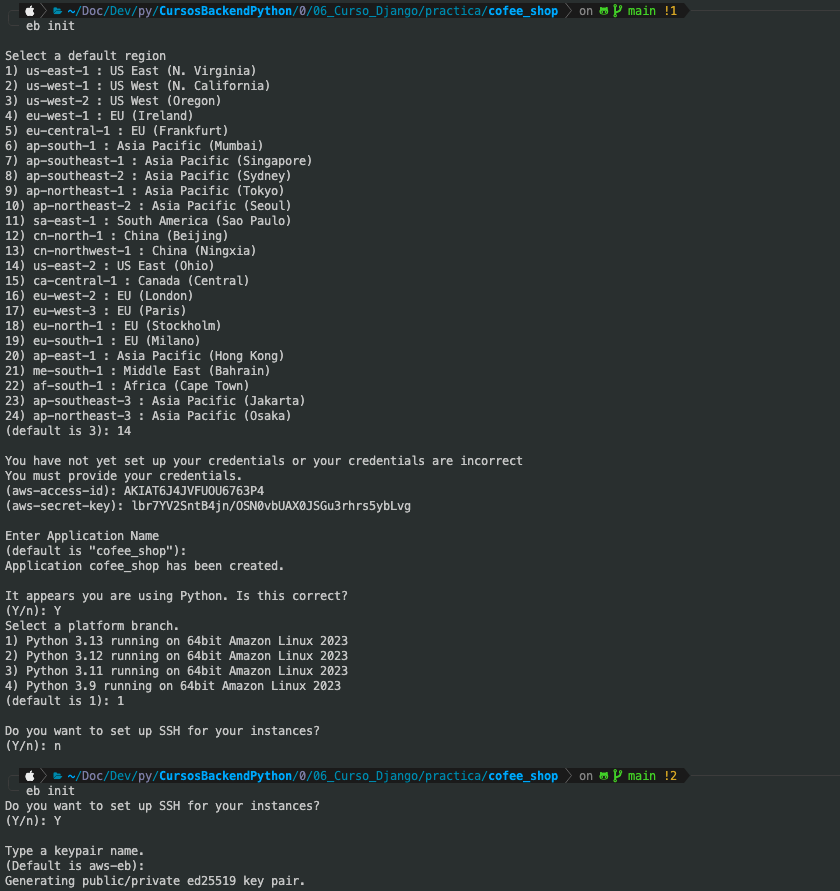 ~/Doc/Dev/py/CursosBackendPython/0/06_Curso_Django/practica/cofee_shop on main !1
eb init
Select a default region
1) us-east-1 : US East (N. Virginia)
2) us-west-1 : US West (N. California)
3) us-west-2 : US West (Oregon)
4) eu-west-1 : EU (Ireland)
5) eu-central-1 : EU (Frankfurt)
6) ap-south-1 : Asia Pacific (Mumbai)
7) ap-southeast-1 : Asia Pacific (Singapore)
8) ap-southeast-2 : Asia Pacific (Sydney)
9) ap-northeast-1 : Asia Pacific (Tokyo)
10) ap-northeast-2 : Asia Pacific (Seoul)
11) sa-east-1 : South America (Sao Paulo)
12) cn-north-1 : China (Beijing)
13) cn-northwest-1 : China (Ningxia)
14) us-east-2 : US East (Ohio)
15) ca-central-1 : Canada (Central)
16) eu-west-2 : EU (London)
17) eu-west-3 : EU (Paris)
18) eu-north-1 : EU (Stockholm)
19) eu-south-1 : EU (Milano)
20) ap-east-1 : Asia Pacific (Hong Kong)
21) me-south-1 : Middle East (Bahrain)
22) af-south-1 : Africa (Cape Town)
23) ap-southeast-3 : Asia Pacific (Jakarta)
24) ap-northeast-3 : Asia Pacific (Osaka)
(default is 3): 14
You have not yet set up your credentials or your credentials are incorrect
You must provide your credentials.
(aws-access-id): AKIAT6J4JVFUOU6763P4
(aws-secret-key): lbr7YV2SntB4jn/OSN0vbUAX0JSGu3rhrs5ybLvg
Enter Application Name
(default is "cofee_shop"):
Application cofee_shop has been created.
It appears you are using Python. Is this correct?
(Y/n): Y
Select a platform branch.
1) Python 3.13 running on 64bit Amazon Linux 2023
2) Python 3.12 running on 64bit Amazon Linux 2023
3) Python 3.11 running on 64bit Amazon Linux 2023
4) Python 3.9 running on 64bit Amazon Linux 2023
(default is 1): 1
Do you want to set up SSH for your instances?
(Y/n): n
~/Doc/Dev/py/CursosBackendPython/0/06_Curso_Django/practica/cofee_shop on main !2
eb init
Do you want to set up SSH for your instances?
(Y/n): Y
Type a keypair name.
(Default is aws-eb):
Generating public/private ed25519 key pair.